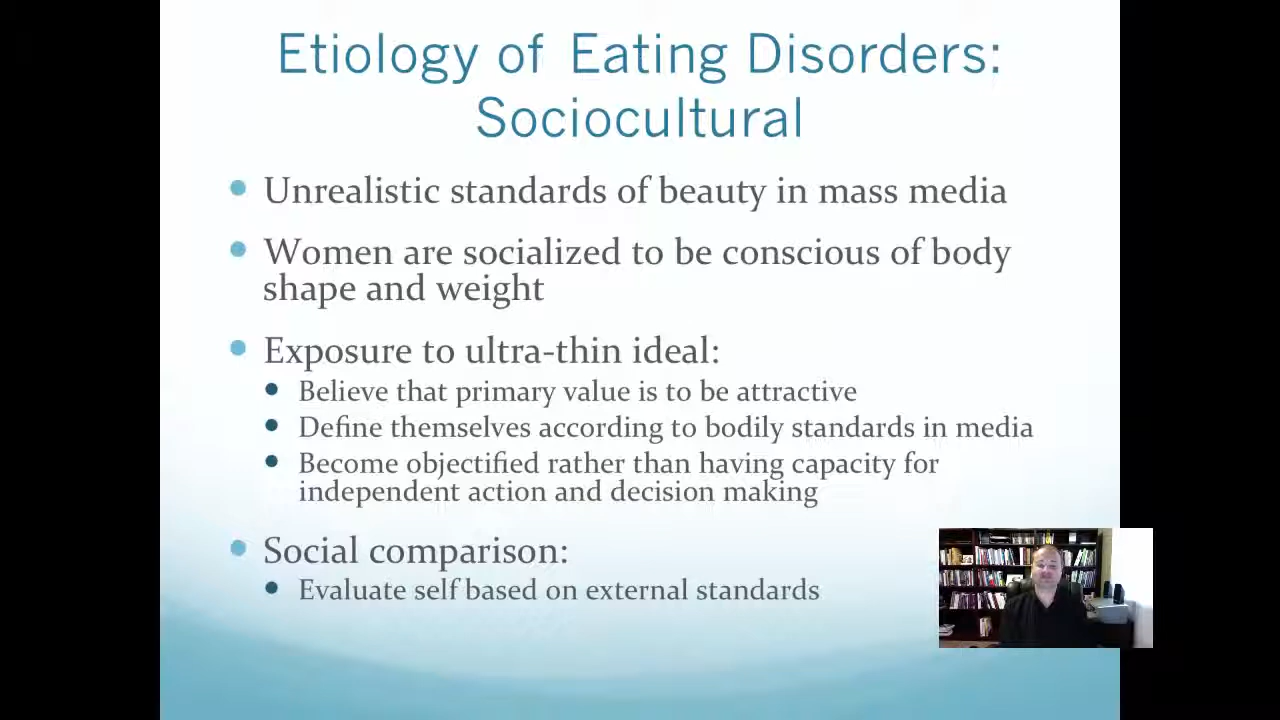 Etiology of Eating Disorders:
Sociocultural
Unrealistic standards of beauty in mass media
Women are socialized to be conscious of body
shape and weight
Exposure to ultra-thin ideal:
Believe that primary value is to be attractive
Define themselves according to bodily standards in media
Become objectified rather than having capacity for
independent action and decision making
Social comparison:
Evaluate self based on external standards